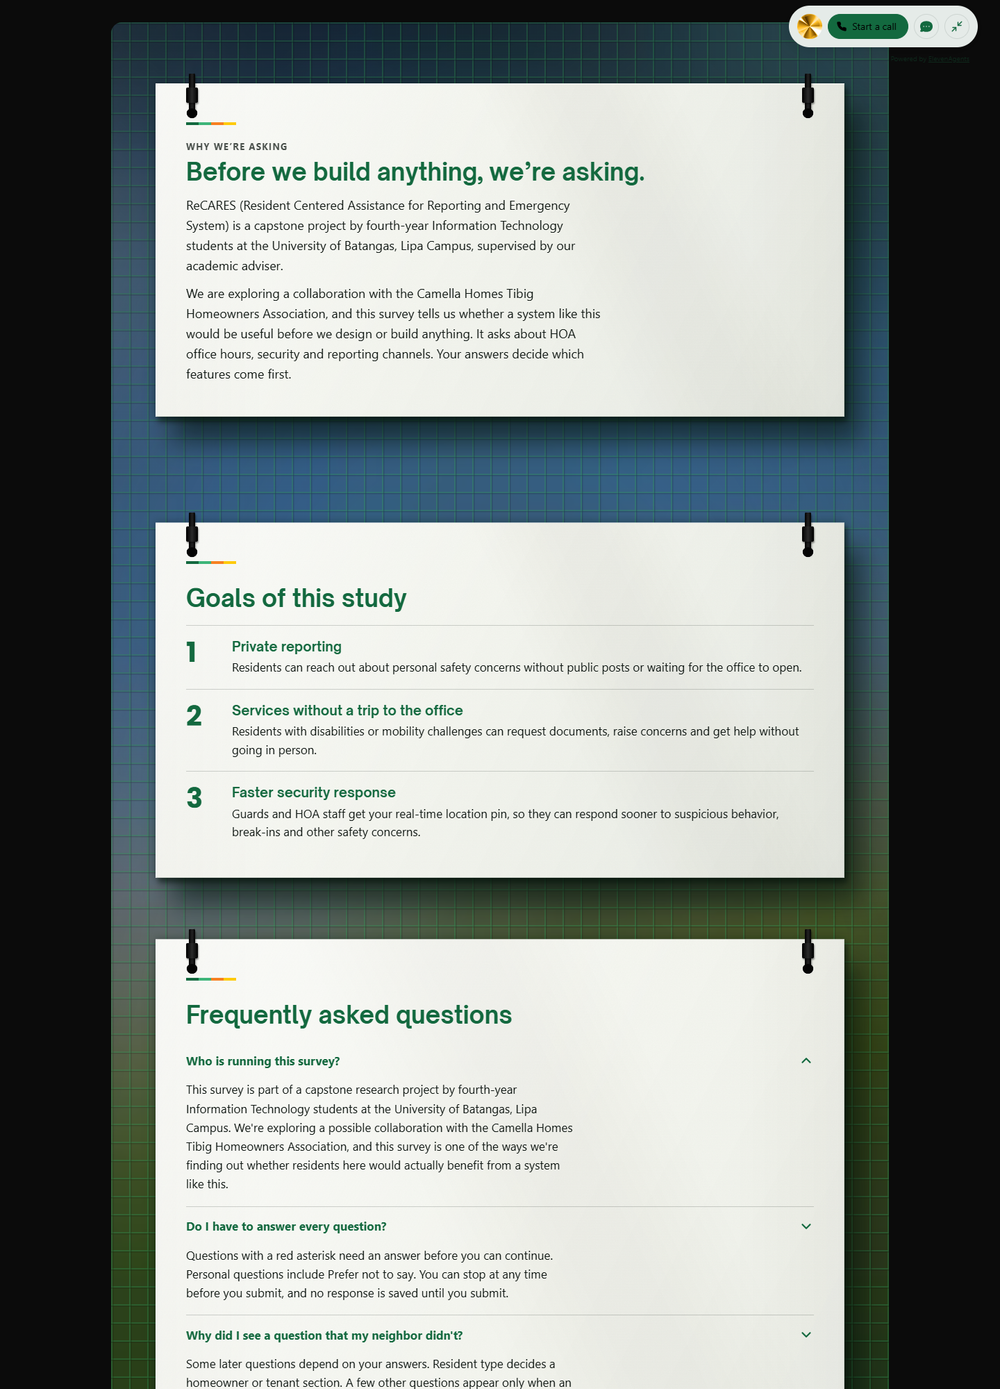 Start a call
Powered by ElevenAgents
WHY WE'RE ASKING
Before we build anything, we’re asking.
ReCARES (Resident Centered Assistance for Reporting and Emergency
System) is a capstone project by fourth-year Information Technology
students at the University of Batangas, Lipa Campus, supervised by our
academic adviser.
We are exploring a collaboration with the Camella Homes Tibig
Homeowners Association, and this survey tells us whether a system like this
would be useful before we design or build anything. It asks about HOA
office hours, security and reporting channels. Your answers decide which
features come first.
Goals of this study
1
Private reporting
Residents can reach out about personal safety concerns without public posts or waiting for the office to open.
2
Services without a trip to the office
Residents with disabilities or mobility challenges can request documents, raise concerns and get help without
going in person.
3
Faster security response
Guards and HOA staff get your real-time location pin, so they can respond sooner to suspicious behavior,
break-ins and other safety concerns.
Frequently asked questions
Who is running this survey?
This survey is part of a capstone research project by fourth-year
Information Technology students at the University of Batangas, Lipa
Campus. We're exploring a possible collaboration with the Camella Homes
Tibig Homeowners Association, and this survey is one of the ways we're
finding out whether residents here would actually benefit from a system
like this.
Do I have to answer every question?
Questions with a red asterisk need an answer before you can continue.
Personal questions include Prefer not to say. You can stop at any time
before you submit, and no response is saved until you submit.
Why did I see a question that my neighbor didn't?
Some later questions depend on your answers. Resident type decides a
homeowner or tenant section. A few other questions appear only when an